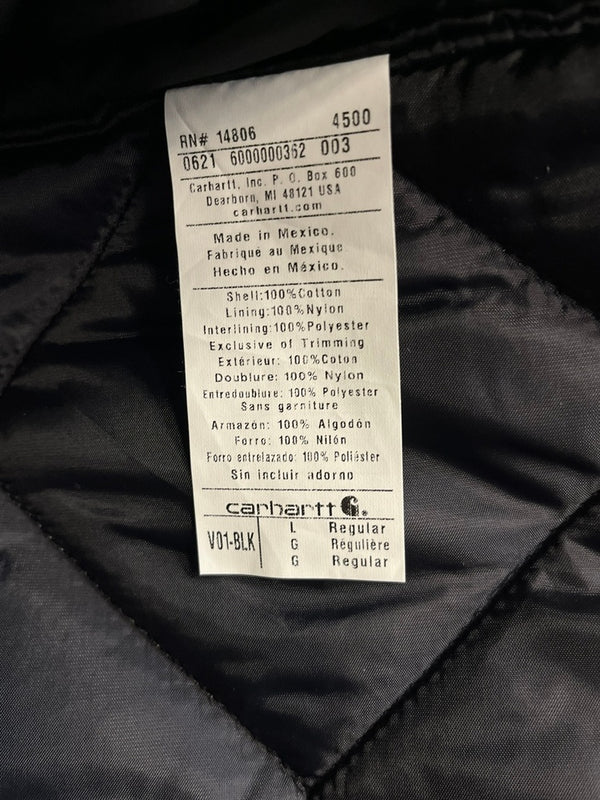 RN# 14806 4500
0621 6000000362 003
Carhartt, Inc. P. O. Box 600
Dearborn, MI 48121 USA
carhartt.com
Made in Mexico.
Fabriqué au Mexique
Hecho en México.
Shell:100%Cotton
Lining:100%Nylon
Interlining:100%Polyester
Exclusive of Trimming
Extérieur: 100%Coton
Doublure: 100% Nylon
Entredoublure: 100% Polyester
Sans garniture
Armazón: 100% Algodón
Forro: 100% Nilón
Forro entrelazado: 100% Poliéster
Sin incluir adorno
carhartt
V01-BLK L Regular
G Régulière
G Regular